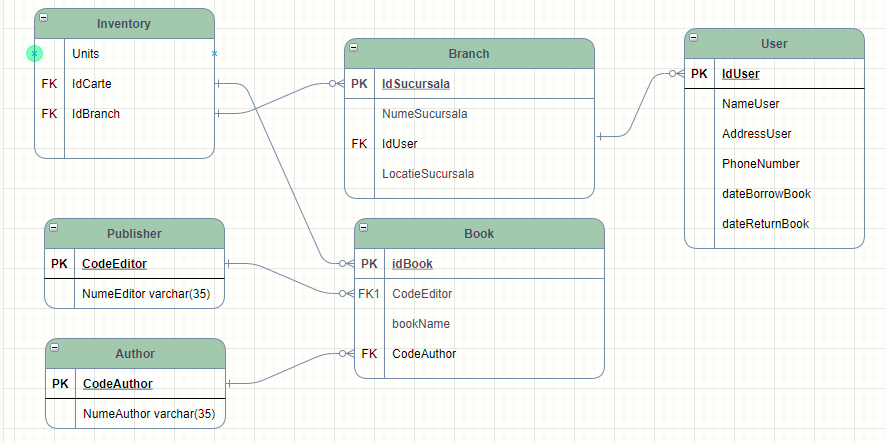 Inventory
Units
FK IdCarte
FK IdBranch
Branch
PK IdSucursala
NumeSucursala
FK IdUser
LocatieSucursala
User
PK IdUser
NameUser
AddressUser
PhoneNumber
dateBorrowBook
dateReturnBook
Publisher
PK CodeEditor
NumeEditor varchar(35)
Book
PK idBook
FK1 CodeEditor
bookName
FK CodeAuthor
Author
PK CodeAuthor
NumeAuthor varchar(35)